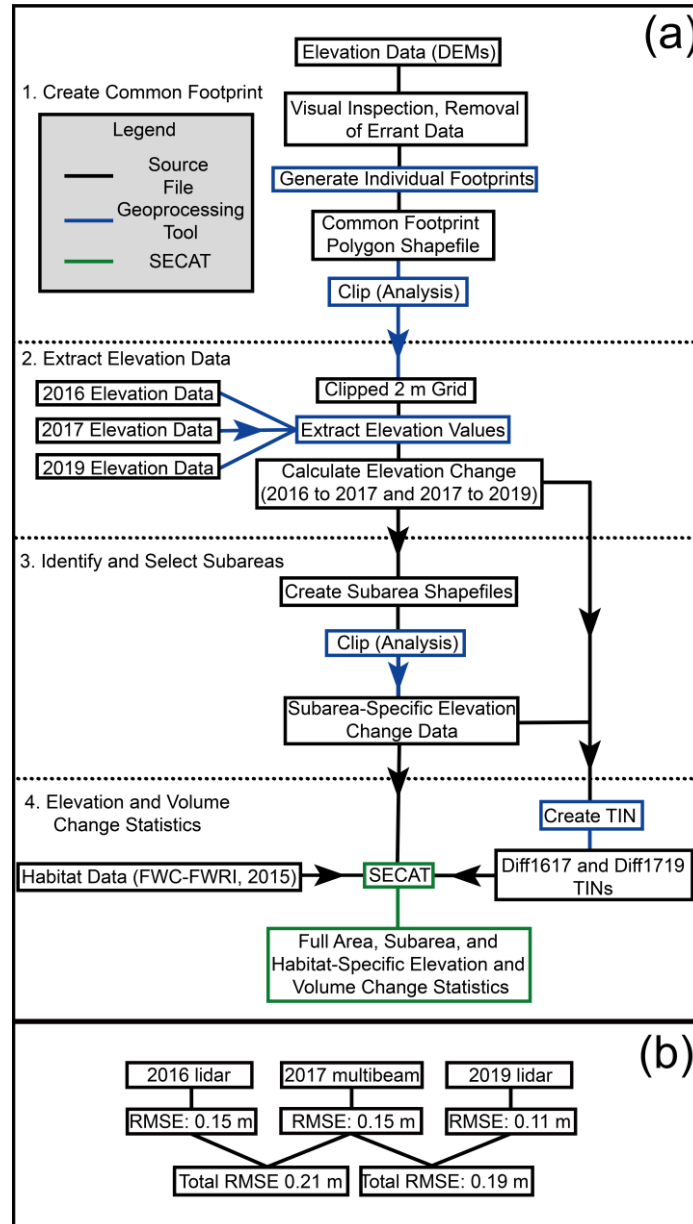 (a)
Elevation Data (DEMs)
1. Create Common Footprint
Visual Inspection, Removal
of Errant Data
Legend
Source
File
Geoprocessing
Tool
SECAT
Generate Individual Footprints
Common Footprint
Polygon Shapefile
Clip (Analysis)
2. Extract Elevation Data
Clipped 2 m Grid
2016 Elevation Data
2017 Elevation Data
2019 Elevation Data
Extract Elevation Values
Calculate Elevation Change
(2016 to 2017 and 2017 to 2019)
3. Identify and Select Subareas
Create Subarea Shapefiles
Clip (Analysis)
Subarea-Specific Elevation
Change Data
4. Elevation and Volume
Change Statistics
Create TIN
Habitat Data (FWC-FWRI, 2015)
SECAT
Diff1617 and Diff1719
TINs
Full Area, Subarea, and
Habitat-Specific Elevation and
Volume Change Statistics
(b)
2016 lidar
2017 multibeam
2019 lidar
RMSE: 0.15 m
RMSE: 0.15 m
RMSE: 0.11 m
Total RMSE 0.21 m
Total RMSE: 0.19 m